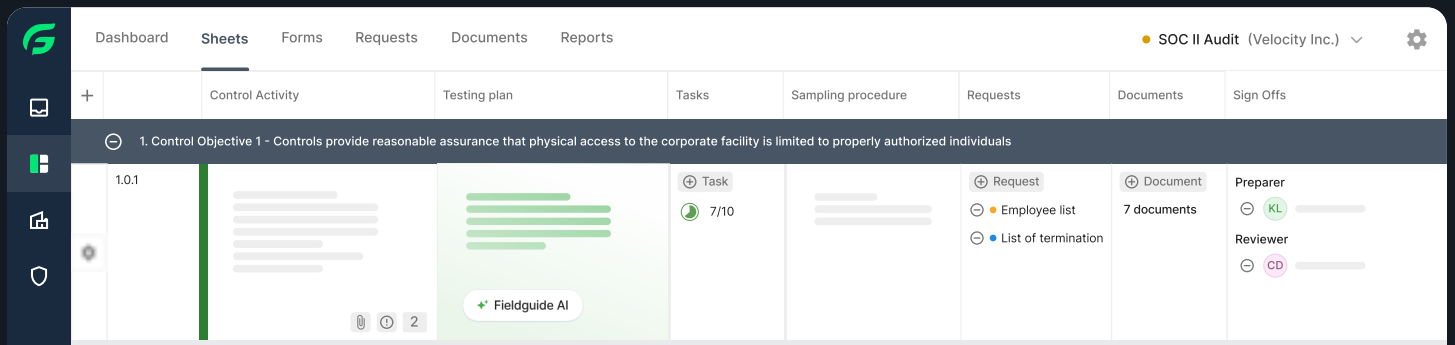 Dashboard
Sheets
Forms
Requests
Documents
Reports
SOC II Audit (Velocity Inc.)
Control Activity
Testing plan
Tasks
Sampling procedure
Requests
Documents
Sign Offs
1. Control Objective 1 - Controls provide reasonable assurance that physical access to the corporate facility is limited to properly authorized individuals
1.0.1
2
Fieldguide AI
Task
7/10
Request
Employee list
List of termination
Document
7 documents
Preparer
KL
Reviewer
CD